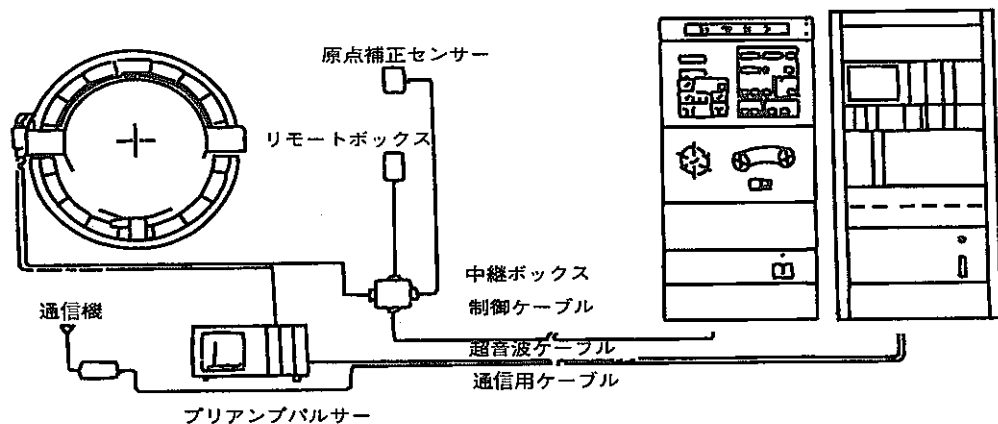 原点補正センサー
リモートボックス
中継ボックス
制御ケーブル
通信機
超音波ケーブル
通信用ケーブル
プリアンプパルサー